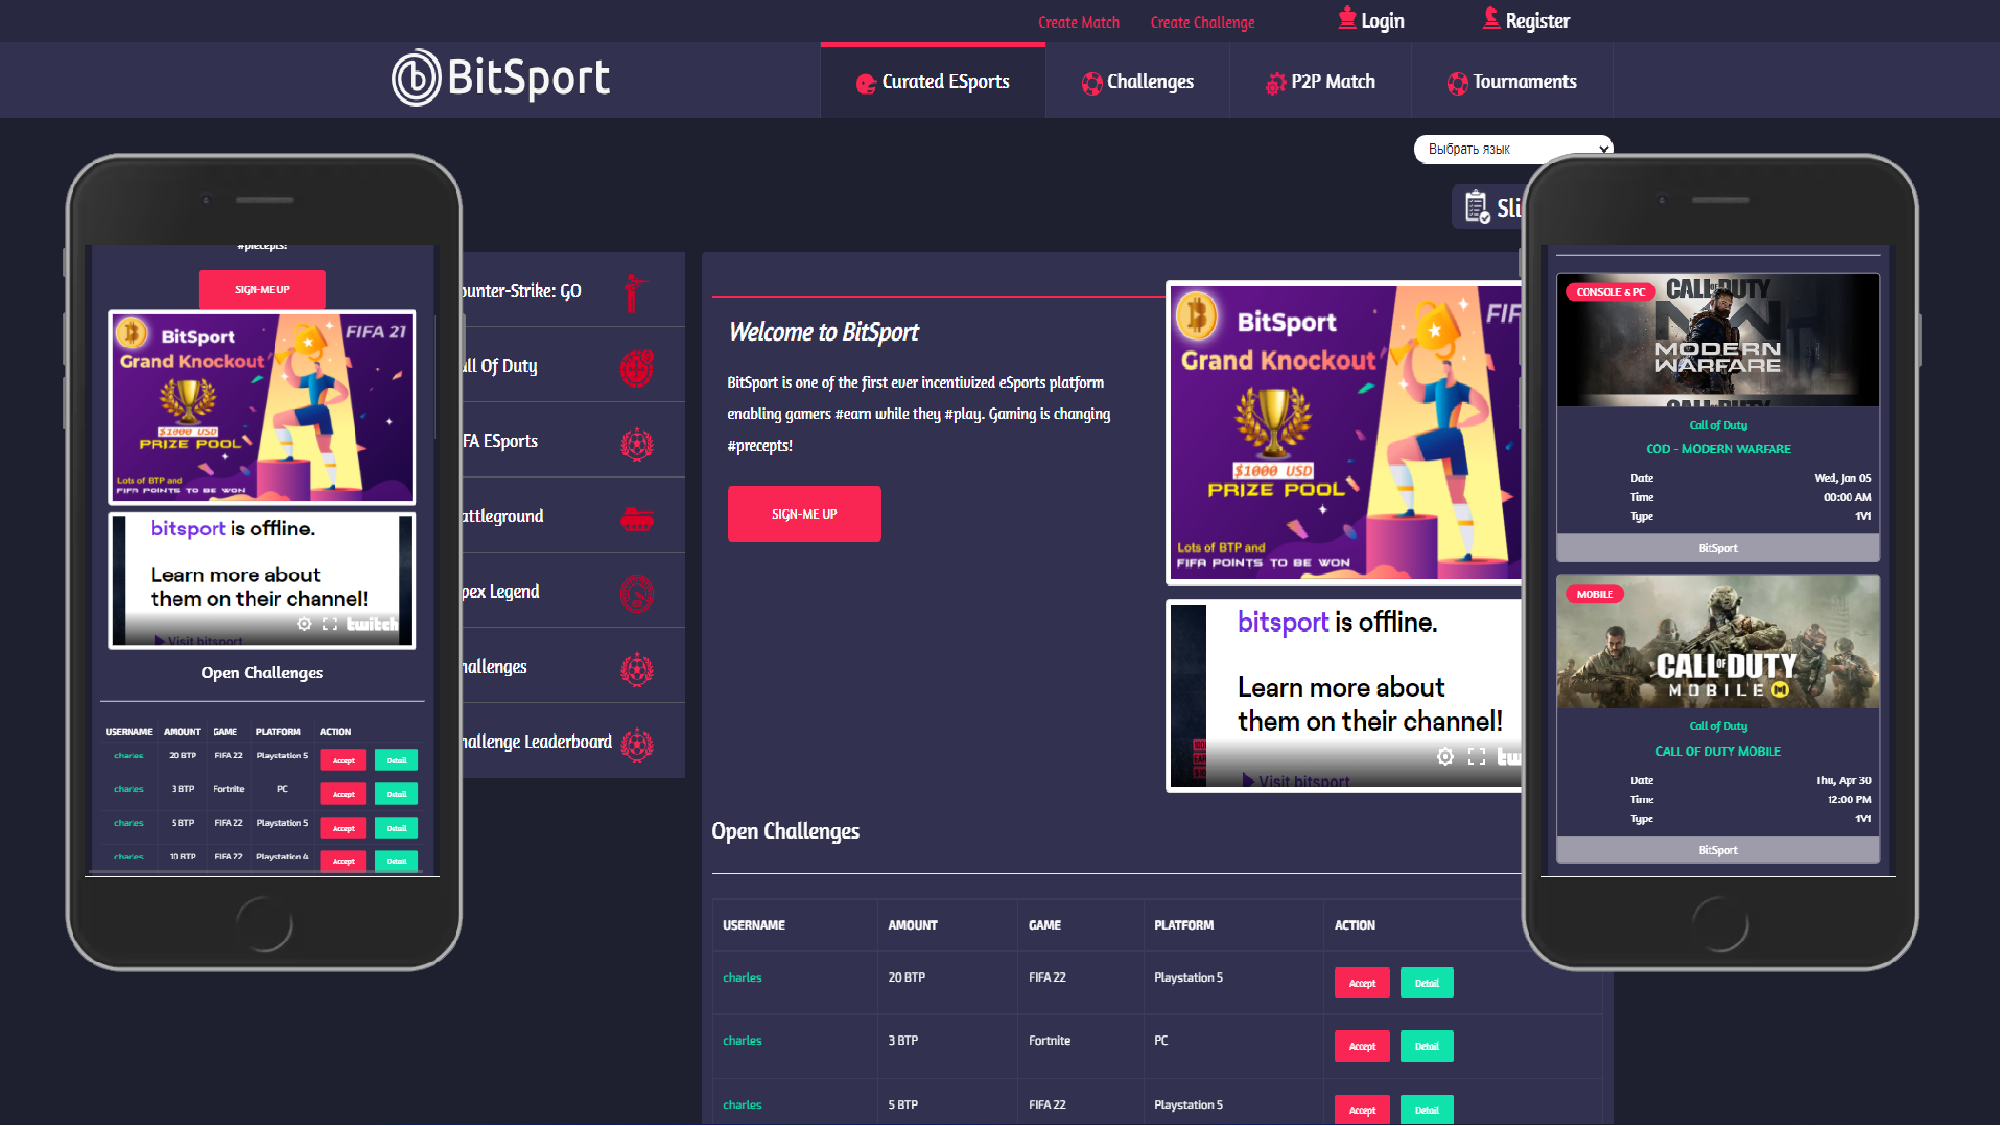 Create Match
Create Challenge
Login
Register
BitSport
Curated ESports
Challenges
P2P Match
Tournaments
Выбрать язык
Sli
#precepts!
SIGN-ME UP
BitSport
FIFA 21
Grand Knockout
$1000 USD
PRIZE POOL
Lots of BTP and
FIFA POINTS TO BE WON
bitsport is offline.
Learn more about
them on their channel!
twitch
Visit bitsport
Open Challenges
USERNAME AMOUNT GAME PLATFORM ACTION
charles 20 BTP FIFA 22 Playstation 5 Accept Detail
charles 3 BTP Fortnite PC Accept Detail
charles 5 BTP FIFA 22 Playstation 5 Accept Detail
charles 10 BTP FIFA 22 Playstation 4 Accept Detail
ounter-Strike: GO
all Of Duty
FA ESports
attleground
pex Legend
hallenges
hallenge Leaderboard
Welcome to BitSport
BitSport is one of the first ever incentivized eSports platform
enabling gamers #earn while they #play. Gaming is changing
#precepts!
SIGN-ME UP
BitSport
FIF
Grand Knockout
$1000 USD
PRIZE POOL
Lots of BTP and
FIFA POINTS TO BE WON
bitsport is offline.
Learn more about
them on their channel!
tw
Visit bitsport
Open Challenges
USERNAME AMOUNT GAME PLATFORM ACTION
charles 20 BTP FIFA 22 Playstation 5 Accept Detail
charles 3 BTP Fortnite PC Accept Detail
charles 5 BTP FIFA 22 Playstation 5 Accept Detail
CONSOLE & PC
CALL OF DUTY
MW
MODERN
WARFARE
Call of Duty
COD - MODERN WARFARE
Date Wed, Jan 05
Time 00:00 AM
Type 1V1
BitSport
MOBILE
CALL OF DUTY
MOBILE M
Call of Duty
CALL OF DUTY MOBILE
Date Thu, Apr 30
Time 12:00 PM
Type 1V1
BitSport